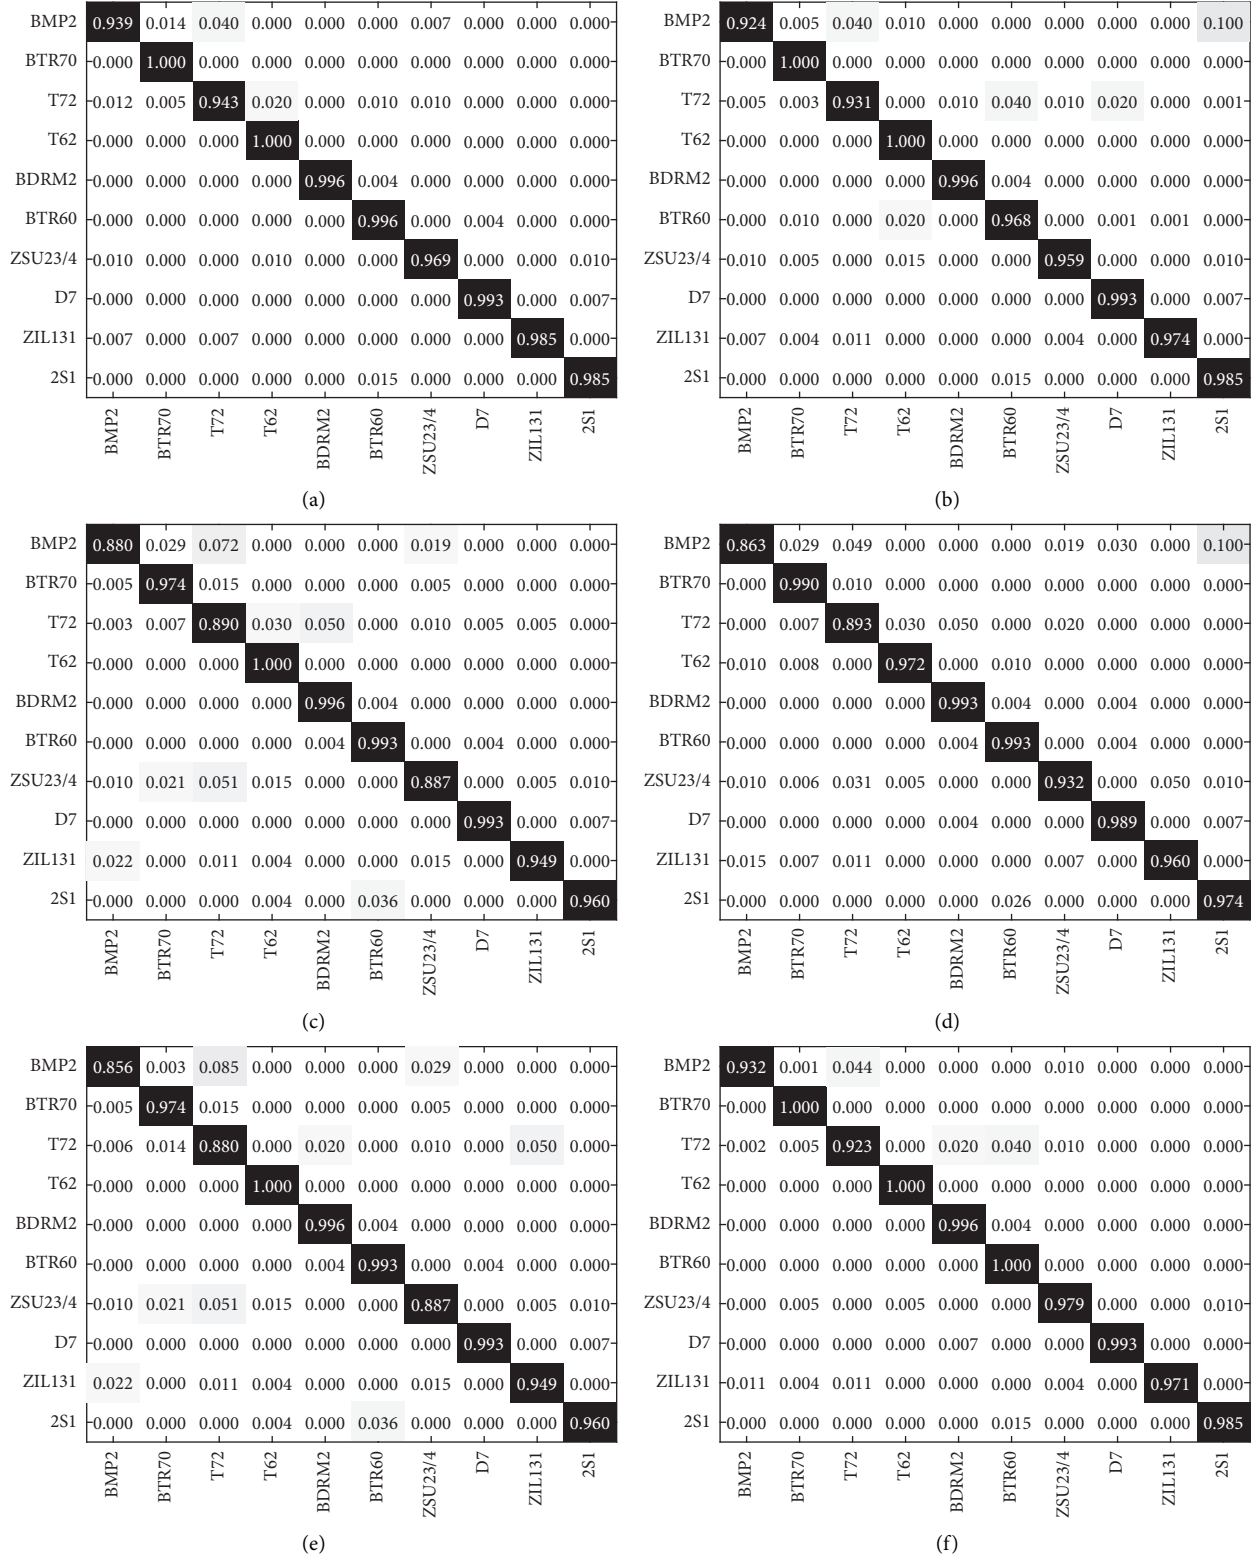 BMP2 0.939 0.014 0.040 0.000 0.000 0.000 0.007 0.000 0.000 0.000
BTR70 0.000 1.000 0.000 0.000 0.000 0.000 0.000 0.000 0.000 0.000
T72 0.012 0.005 0.943 0.020 0.000 0.010 0.010 0.000 0.000 0.000
T62 0.000 0.000 0.000 1.000 0.000 0.000 0.000 0.000 0.000 0.000
BDRM2 0.000 0.000 0.000 0.000 0.996 0.004 0.000 0.000 0.000 0.000
BTR60 0.000 0.000 0.000 0.000 0.000 0.996 0.000 0.004 0.000 0.000
ZSU23/4 0.010 0.000 0.000 0.010 0.000 0.000 0.969 0.000 0.000 0.010
D7 0.000 0.000 0.000 0.000 0.000 0.000 0.000 0.993 0.000 0.007
ZIL131 0.007 0.000 0.007 0.000 0.000 0.000 0.000 0.000 0.985 0.000
2S1 0.000 0.000 0.000 0.000 0.000 0.015 0.000 0.000 0.000 0.985
BMP2 BTR70 T72 T62 BDRM2 BTR60 ZSU23/4 D7 ZIL131 2S1
(a)
BMP2 0.924 0.005 0.040 0.010 0.000 0.000 0.000 0.000 0.000 0.100
BTR70 0.000 1.000 0.000 0.000 0.000 0.000 0.000 0.000 0.000 0.000
T72 0.005 0.003 0.931 0.000 0.010 0.040 0.010 0.020 0.000 0.001
T62 0.000 0.000 0.000 1.000 0.000 0.000 0.000 0.000 0.000 0.000
BDRM2 0.000 0.000 0.000 0.000 0.996 0.004 0.000 0.000 0.000 0.000
BTR60 0.000 0.010 0.000 0.020 0.000 0.968 0.000 0.001 0.001 0.000
ZSU23/4 0.010 0.005 0.000 0.015 0.000 0.000 0.959 0.000 0.000 0.010
D7 0.000 0.000 0.000 0.000 0.000 0.000 0.000 0.993 0.000 0.007
ZIL131 0.007 0.004 0.011 0.000 0.000 0.000 0.004 0.000 0.974 0.000
2S1 0.000 0.000 0.000 0.000 0.000 0.015 0.000 0.000 0.000 0.985
BMP2 BTR70 T72 T62 BDRM2 BTR60 ZSU23/4 D7 ZIL131 2S1
(b)
BMP2 0.880 0.029 0.072 0.000 0.000 0.000 0.019 0.000 0.000 0.000
BTR70 0.005 0.974 0.015 0.000 0.000 0.000 0.005 0.000 0.000 0.000
T72 0.003 0.007 0.890 0.030 0.050 0.000 0.010 0.005 0.005 0.000
T62 0.000 0.000 0.000 1.000 0.000 0.000 0.000 0.000 0.000 0.000
BDRM2 0.000 0.000 0.000 0.000 0.996 0.004 0.000 0.000 0.000 0.000
BTR60 0.000 0.000 0.000 0.000 0.004 0.993 0.000 0.004 0.000 0.000
ZSU23/4 0.010 0.021 0.051 0.015 0.000 0.000 0.887 0.000 0.005 0.010
D7 0.000 0.000 0.000 0.000 0.000 0.000 0.000 0.993 0.000 0.007
ZIL131 0.022 0.000 0.011 0.004 0.000 0.000 0.015 0.000 0.949 0.000
2S1 0.000 0.000 0.000 0.004 0.000 0.036 0.000 0.000 0.000 0.960
BMP2 BTR70 T72 T62 BDRM2 BTR60 ZSU23/4 D7 ZIL131 2S1
(c)
BMP2 0.863 0.029 0.049 0.000 0.000 0.000 0.019 0.030 0.000 0.100
BTR70 0.000 0.990 0.010 0.000 0.000 0.000 0.000 0.000 0.000 0.000
T72 0.000 0.007 0.893 0.030 0.050 0.000 0.020 0.000 0.000 0.000
T62 0.010 0.008 0.000 0.972 0.000 0.010 0.000 0.000 0.000 0.000
BDRM2 0.000 0.000 0.000 0.000 0.993 0.004 0.000 0.004 0.000 0.000
BTR60 0.000 0.000 0.000 0.000 0.004 0.993 0.000 0.004 0.000 0.000
ZSU23/4 0.010 0.006 0.031 0.005 0.000 0.000 0.932 0.000 0.050 0.010
D7 0.000 0.000 0.000 0.000 0.004 0.000 0.000 0.989 0.000 0.007
ZIL131 0.015 0.007 0.011 0.000 0.000 0.000 0.007 0.000 0.960 0.000
2S1 0.000 0.000 0.000 0.000 0.000 0.026 0.000 0.000 0.000 0.974
BMP2 BTR70 T72 T62 BDRM2 BTR60 ZSU23/4 D7 ZIL131 2S1
(d)
BMP2 0.856 0.003 0.085 0.000 0.000 0.000 0.029 0.000 0.000 0.000
BTR70 0.005 0.974 0.015 0.000 0.000 0.000 0.005 0.000 0.000 0.000
T72 0.006 0.014 0.880 0.000 0.020 0.000 0.010 0.000 0.050 0.000
T62 0.000 0.000 0.000 1.000 0.000 0.000 0.000 0.000 0.000 0.000
BDRM2 0.000 0.000 0.000 0.000 0.996 0.004 0.000 0.000 0.000 0.000
BTR60 0.000 0.000 0.000 0.000 0.004 0.993 0.000 0.004 0.000 0.000
ZSU23/4 0.010 0.021 0.051 0.015 0.000 0.000 0.887 0.000 0.005 0.010
D7 0.000 0.000 0.000 0.000 0.000 0.000 0.000 0.993 0.000 0.007
ZIL131 0.022 0.000 0.011 0.004 0.000 0.000 0.015 0.000 0.949 0.000
2S1 0.000 0.000 0.000 0.004 0.000 0.036 0.000 0.000 0.000 0.960
BMP2 BTR70 T72 T62 BDRM2 BTR60 ZSU23/4 D7 ZIL131 2S1
(e)
BMP2 0.932 0.001 0.044 0.000 0.000 0.000 0.010 0.000 0.000 0.000
BTR70 0.000 1.000 0.000 0.000 0.000 0.000 0.000 0.000 0.000 0.000
T72 0.002 0.005 0.923 0.000 0.020 0.040 0.010 0.000 0.000 0.000
T62 0.000 0.000 0.000 1.000 0.000 0.000 0.000 0.000 0.000 0.000
BDRM2 0.000 0.000 0.000 0.000 0.996 0.004 0.000 0.000 0.000 0.000
BTR60 0.000 0.000 0.000 0.000 0.000 1.000 0.000 0.000 0.000 0.000
ZSU23/4 0.000 0.005 0.000 0.005 0.000 0.000 0.979 0.000 0.000 0.010
D7 0.000 0.000 0.000 0.000 0.007 0.000 0.000 0.993 0.000 0.000
ZIL131 0.011 0.004 0.011 0.000 0.000 0.000 0.004 0.000 0.971 0.000
2S1 0.000 0.000 0.000 0.000 0.000 0.015 0.000 0.000 0.000 0.985
BMP2 BTR70 T72 T62 BDRM2 BTR60 ZSU23/4 D7 ZIL131 2S1
(f)